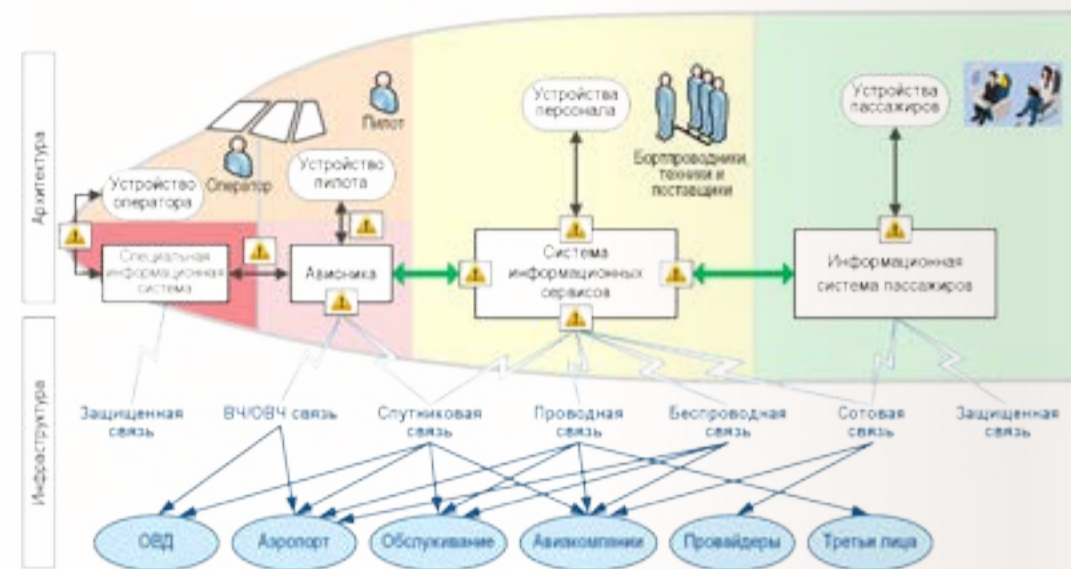 Архитектура
Устройство
оператора
Оператор
Пилот
Устройство
пилота
Устройства
персонала
Бортпроводники,
техники и
поставщики
Устройства
пассажиров
Специальная
информационная
система
Авионика
Система
информационных
сервисов
Информационная
система пассажиров
Инфраструктура
Защищенная
связь
ВЧ/ОВЧ связь
Спутниковая
связь
Проводная
связь
Беспроводная
связь
Сотовая
связь
Защищенная
связь
ОВД
Аэропорт
Обслуживание
Авиакомпании
Провайдеры
Третьи лица